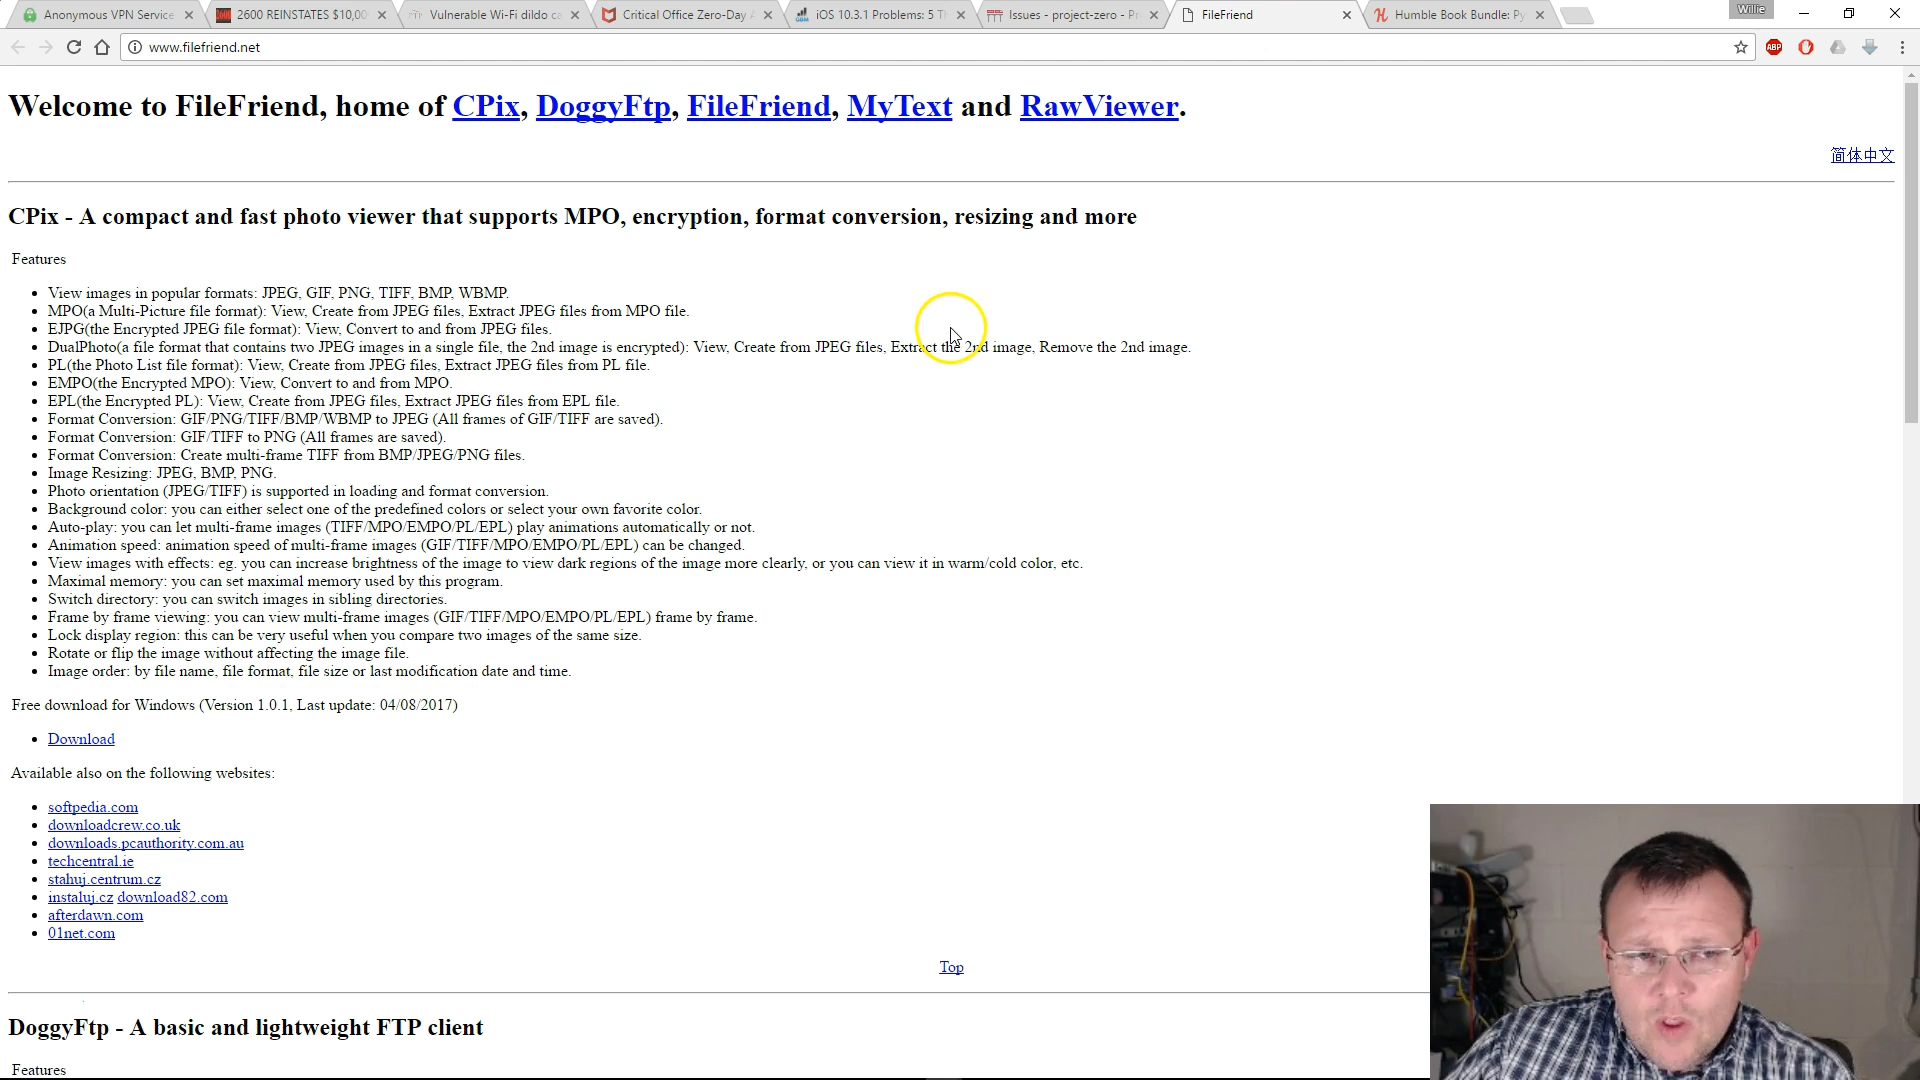 Anonymous VPN Service
2600 REINSTATES $10,00
Vulnerable Wi-Fi dildo ca
Critical Office Zero-Day
iOS 10.3.1 Problems: 5 T
Issues - project-zero - Pr
FileFriend
Humble Book Bundle: Py
Willie
www.filefriend.net
ABP
Welcome to FileFriend, home of CPix, DoggyFtp, FileFriend, MyText and RawViewer.
简体中文
CPix - A compact and fast photo viewer that supports MPO, encryption, format conversion, resizing and more
Features
View images in popular formats: JPEG, GIF, PNG, TIFF, BMP, WBMP.
MPO(a Multi-Picture file format): View, Create from JPEG files, Extract JPEG files from MPO file.
EJPG(the Encrypted JPEG file format): View, Convert to and from JPEG files.
DualPhoto(a file format that contains two JPEG images in a single file, the 2nd image is encrypted): View, Create from JPEG files, Extract the 2nd image, Remove the 2nd image.
PL(the Photo List file format): View, Create from JPEG files, Extract JPEG files from PL file.
EMPO(the Encrypted MPO): View, Convert to and from MPO.
EPL(the Encrypted PL): View, Create from JPEG files, Extract JPEG files from EPL file.
Format Conversion: GIF/PNG/TIFF/BMP/WBMP to JPEG (All frames of GIF/TIFF are saved).
Format Conversion: GIF/TIFF to PNG (All frames are saved).
Format Conversion: Create multi-frame TIFF from BMP/JPEG/PNG files.
Image Resizing: JPEG, BMP, PNG.
Photo orientation (JPEG/TIFF) is supported in loading and format conversion.
Background color: you can either select one of the predefined colors or select your own favorite color.
Auto-play: you can let multi-frame images (TIFF/MPO/EMPO/PL/EPL) play animations automatically or not.
Animation speed: animation speed of multi-frame images (GIF/TIFF/MPO/EMPO/PL/EPL) can be changed.
View images with effects: eg. you can increase brightness of the image to view dark regions of the image more clearly, or you can view it in warm/cold color, etc.
Maximal memory: you can set maximal memory used by this program.
Switch directory: you can switch images in sibling directories.
Frame by frame viewing: you can view multi-frame images (GIF/TIFF/MPO/EMPO/PL/EPL) frame by frame.
Lock display region: this can be very useful when you compare two images of the same size.
Rotate or flip the image without affecting the image file.
Image order: by file name, file format, file size or last modification date and time.
Free download for Windows (Version 1.0.1, Last update: 04/08/2017)
Download
Available also on the following websites:
softpedia.com
downloadcrew.co.uk
downloads.pcauthority.com.au
techcentral.ie
stahuj.centrum.cz
instaluj.cz download82.com
afterdawn.com
01net.com
Top
DoggyFtp - A basic and lightweight FTP client
Features